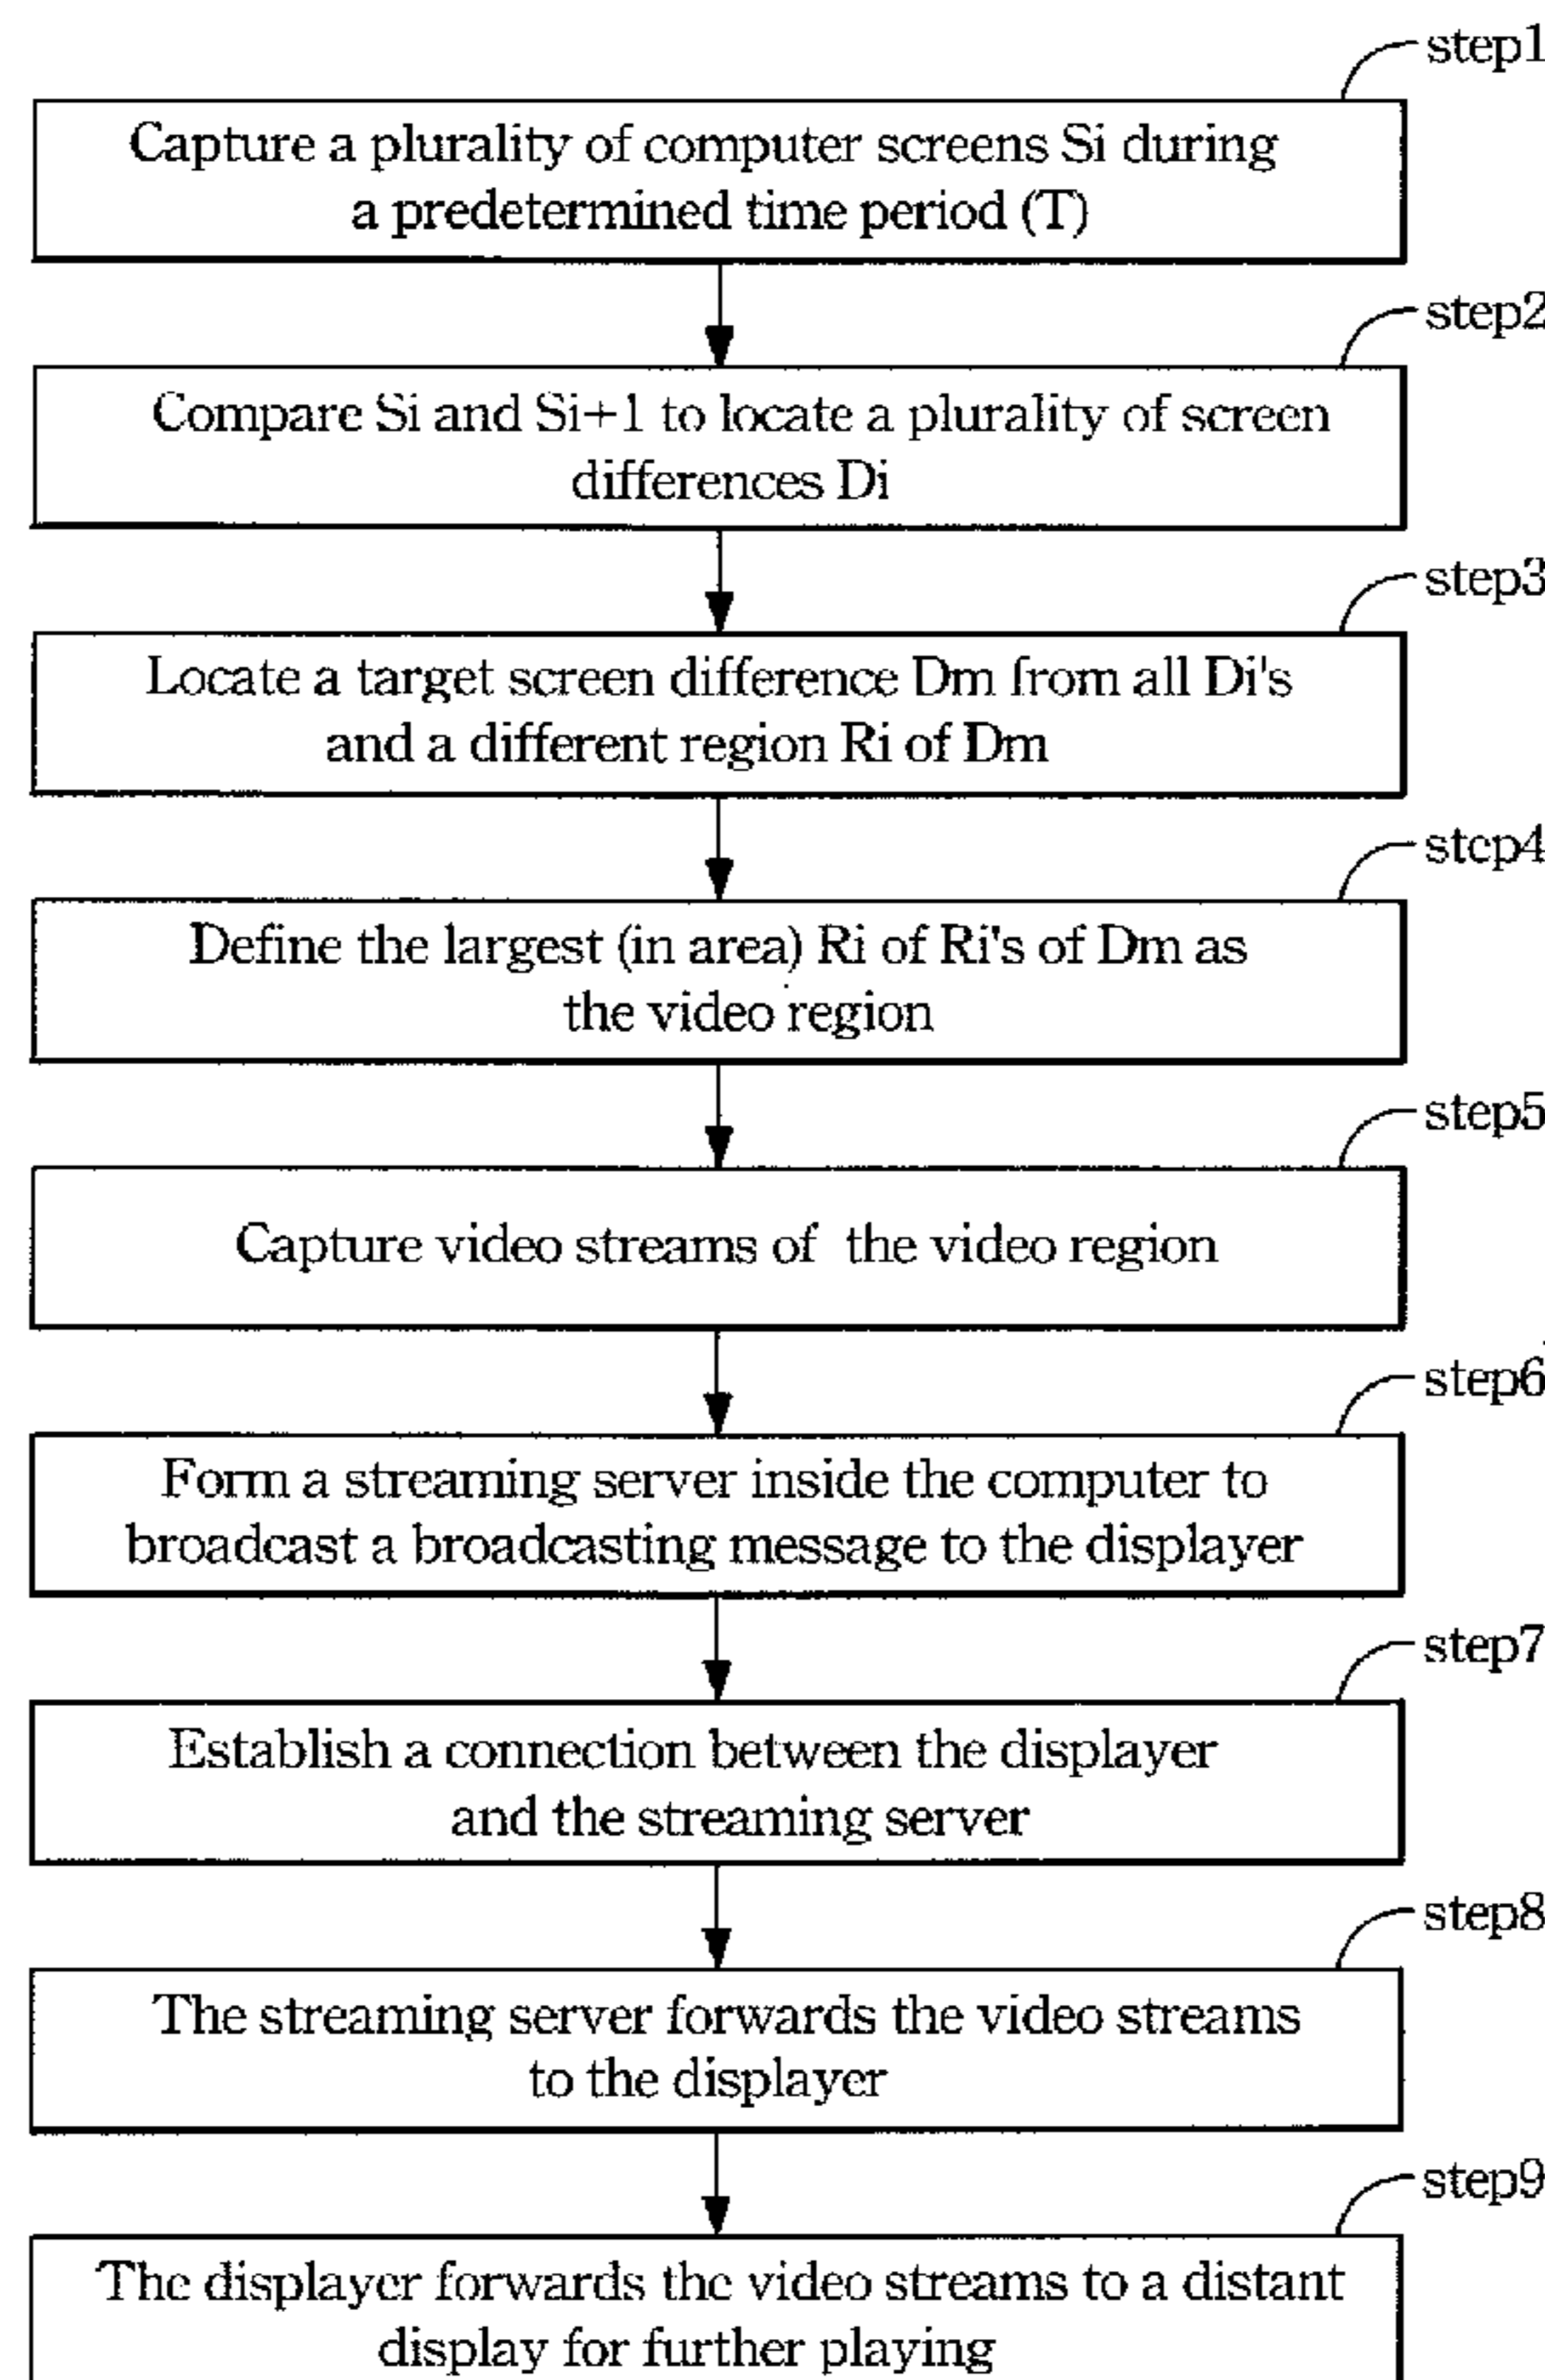 step1
Capture a plurality of computer screens Si during
a predetermined time period (T)
step2
Compare Si and Si+1 to locate a plurality of screen
differences Di
step3
Locate a target screen difference Dm from all Di's
and a different region Ri of Dm
step4
Define the largest (in area) Ri of Ri's of Dm as
the video region
step5
Capture video streams of the video region
step6
Form a streaming server inside the computer to
broadcast a broadcasting message to the displayer
step7
Establish a connection between the displayer
and the streaming server
step8
The streaming server forwards the video streams
to the displayer
step9
The displayer forwards the video streams to a distant
display for further playing